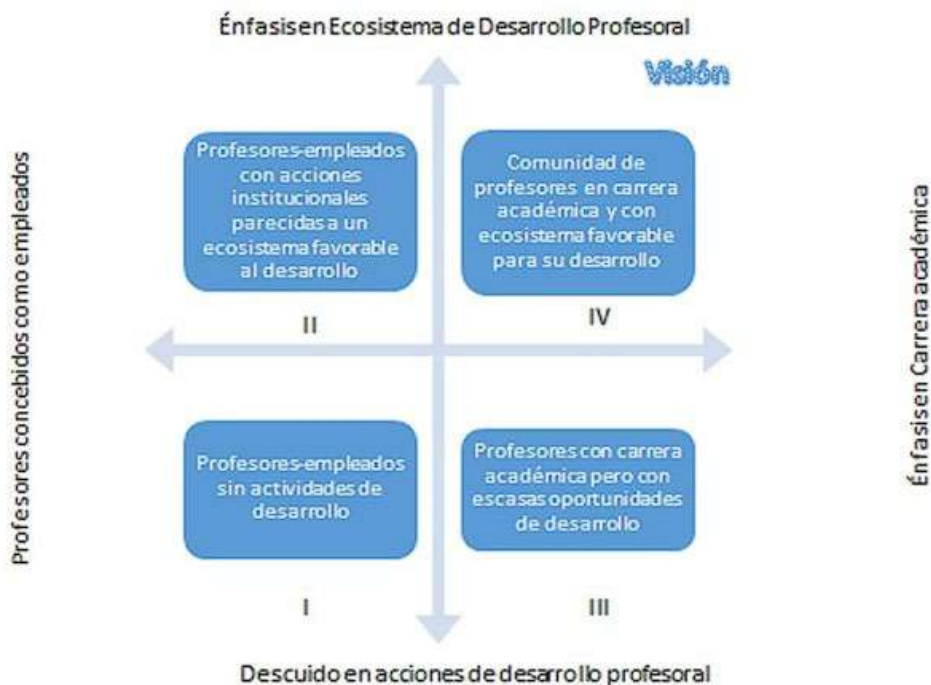 Énfasis en Ecosistema de Desarrollo Profesoral
Visión
Profesores concebidos como empleados
Profesores-empleados
con acciones
institucionales
parecidas a un
ecosistema favorable
al desarrollo
II
Comunidad de
profesores en carrera
académica y con
ecosistema favorable
para su desarrollo
IV
Énfasis en Carrera académica
Profesores-empleados
sin actividades de
desarrollo
I
Profesores con carrera
académica pero con
escasas oportunidades
de desarrollo
III
Descuido en acciones de desarrollo profesoral